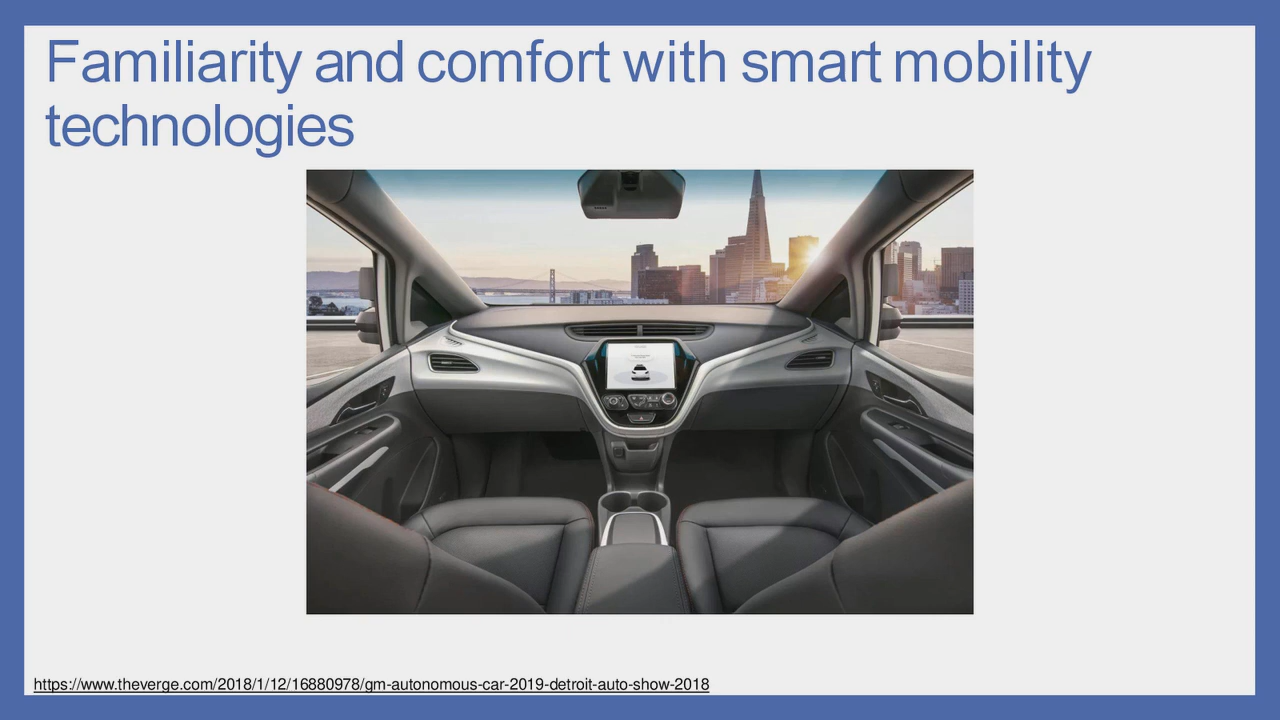 Familiarity and comfort with smart mobility
technologies
https://www.theverge.com/2018/1/12/16880978/gm-autonomous-car-2019-detroit-auto-show-2018